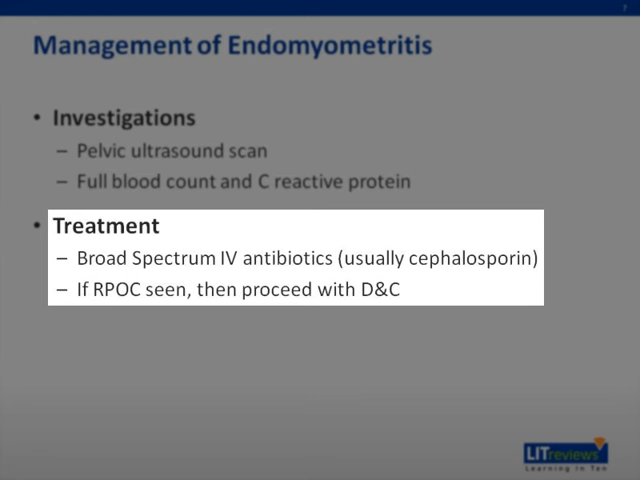 7
Management of Endomyometritis
• Investigations
– Pelvic ultrasound scan
– Full blood count and C reactive protein
• Treatment
– Broad Spectrum IV antibiotics (usually cephalosporin)
– If RPOC seen, then proceed with D&C
LITreviews
Learning in Ten